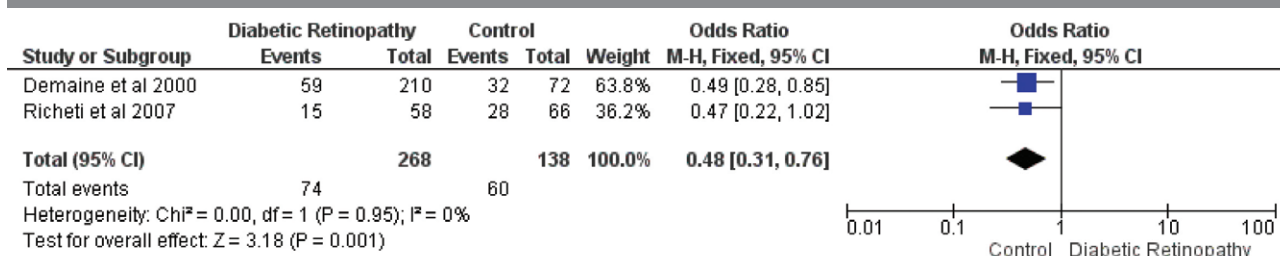 Diabetic Retinopathy Control Odds Ratio Odds Ratio
Study or Subgroup Events Total Events Total Weight M-H, Fixed, 95% CI M-H, Fixed, 95% CI
Demaine et al 2000 59 210 32 72 63.8% 0.49 [0.28, 0.85]
Richeti et al 2007 15 58 28 66 36.2% 0.47 [0.22, 1.02]
Total (95% CI) 268 138 100.0% 0.48 [0.31, 0.76]
Total events 74 60
Heterogeneity: Chi² = 0.00, df = 1 (P = 0.95); I² = 0%
Test for overall effect: Z = 3.18 (P = 0.001)
0.01 0.1 1 10 100
Control Diabetic Retinopathy